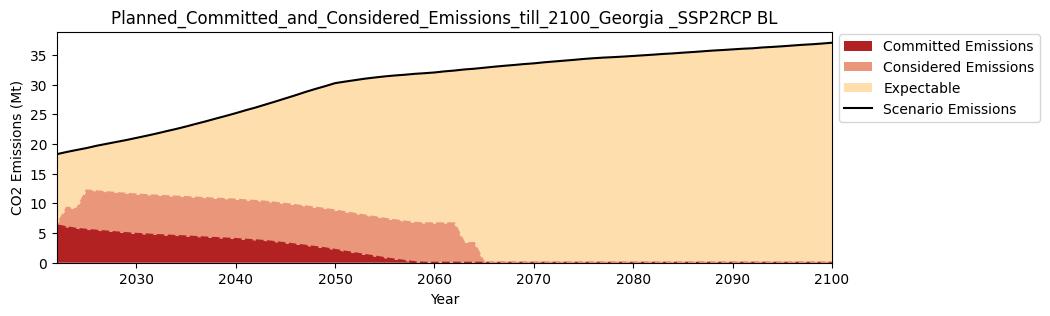 Planned_Committed_and_Considered_Emissions_till_2100_Georgia _SSP2RCP BL
CO2 Emissions (Mt)
35
30
25
20
15
10
5
0
2030
2040
2050
2060
2070
2080
2090
2100
Year
Committed Emissions
Considered Emissions
Expectable
Scenario Emissions